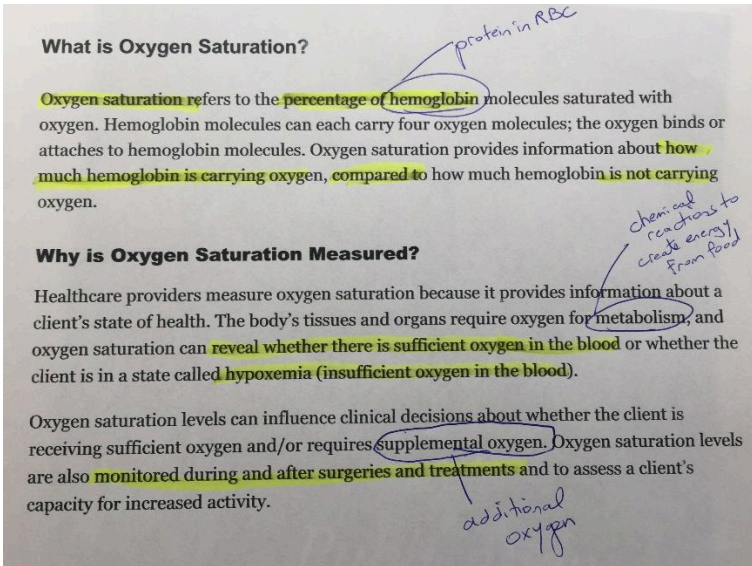 protein in RBC
What is Oxygen Saturation?
Oxygen saturation refers to the percentage of hemoglobin molecules saturated with
oxygen. Hemoglobin molecules can each carry four oxygen molecules; the oxygen binds or
attaches to hemoglobin molecules. Oxygen saturation provides information about how
much hemoglobin is carrying oxygen, compared to how much hemoglobin is not carrying
oxygen.
chemical
reactions to
create energy
from food
Why is Oxygen Saturation Measured?
Healthcare providers measure oxygen saturation because it provides information about a
client’s state of health. The body’s tissues and organs require oxygen for metabolism, and
oxygen saturation can reveal whether there is sufficient oxygen in the blood or whether the
client is in a state called hypoxemia (insufficient oxygen in the blood).
Oxygen saturation levels can influence clinical decisions about whether the client is
receiving sufficient oxygen and/or requires supplemental oxygen. Oxygen saturation levels
are also monitored during and after surgeries and treatments and to assess a client’s
capacity for increased activity.
additional
oxygen